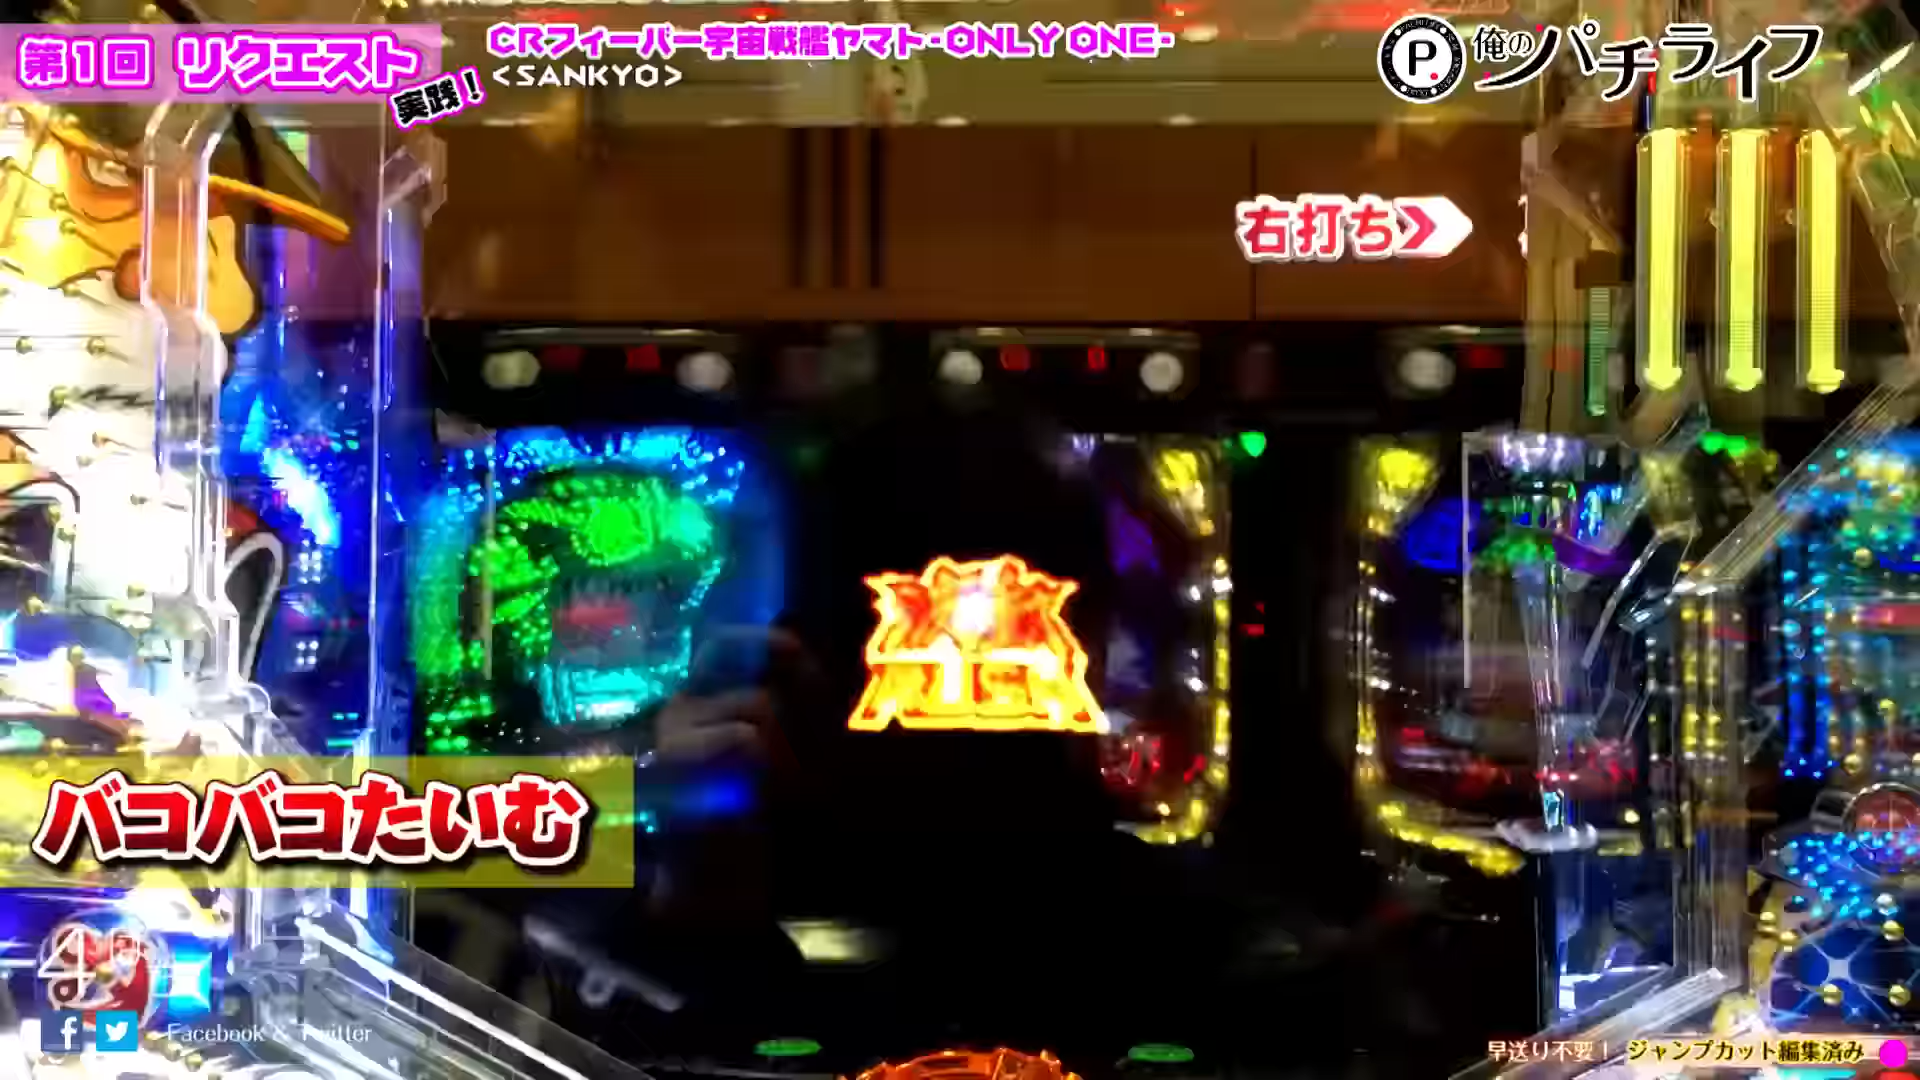 第1回 リクエスト
実践！
CRフィーバー宇宙戦艦ヤマト-ONLY ONE-
<SANKYO>
P
俺のパチライフ
右打ち
RUSH
バコバコたいむ
Facebook & Twitter
早送り不要！ ジャンプカット編集済み